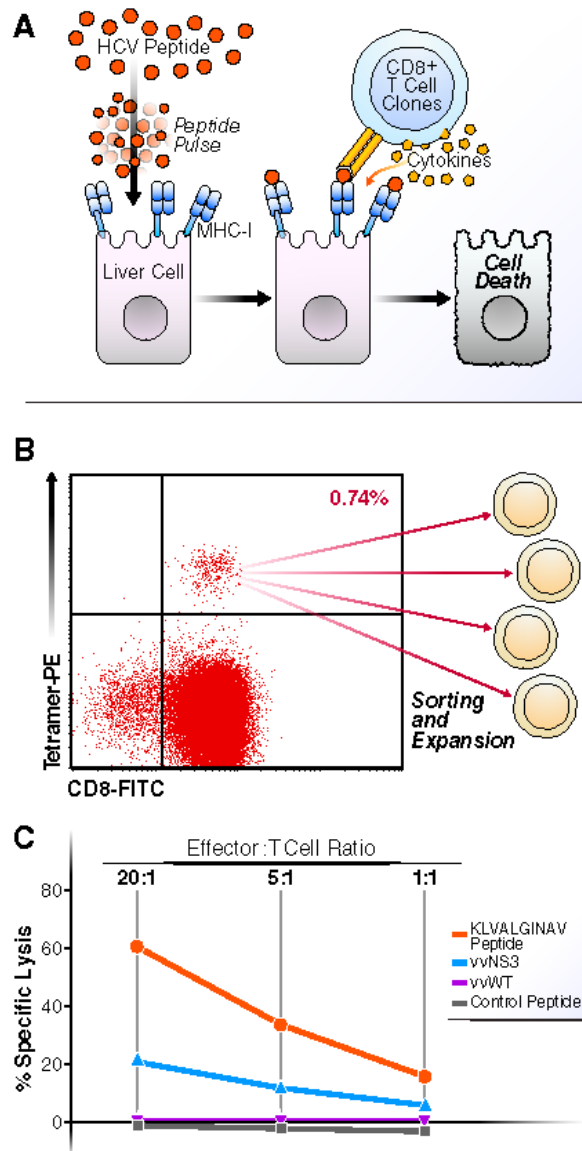 A
HCV Peptide
Peptide
Pulse
MHC-I
Liver Cell
CD8+
T Cell
Clones
Cytokines
Cell
Death
B
0.74%
Tetramer-PE
CD8-FITC
Sorting
and
Expansion
C
Effector:T Cell Ratio
20:1 5:1 1:1
% Specific Lysis
80
60
40
20
0
KLVALGINAV
Peptide
vvNS3
vvWT
Control Peptide